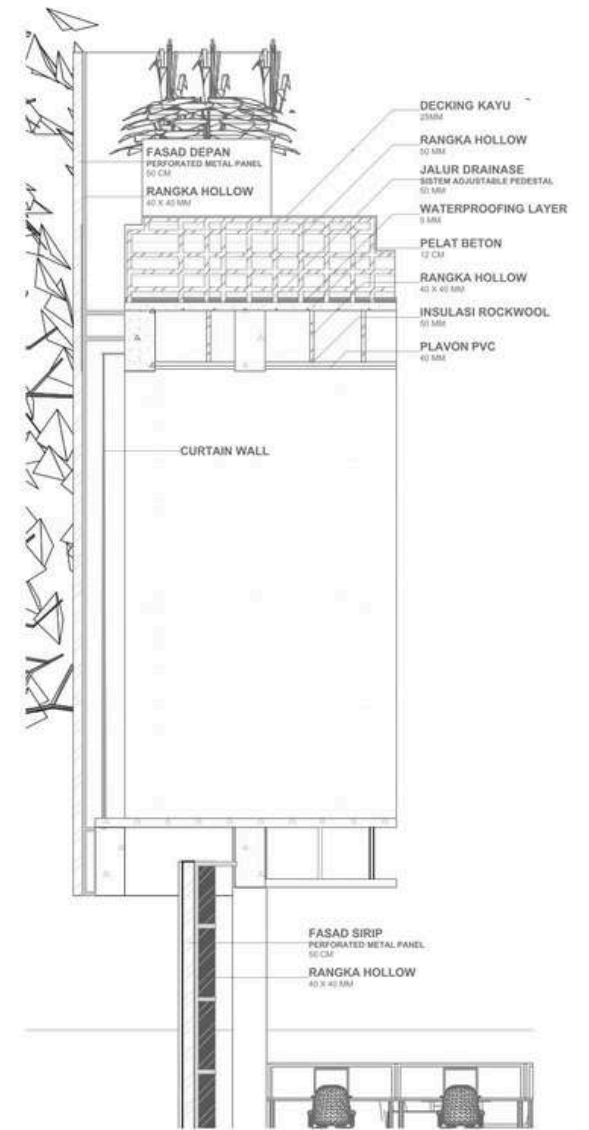 DECKING KAYU
25MM
RANGKA HOLLOW
50 MM
JALUR DRAINASE
SISTEM ADJUSTABLE PEDESTAL
50 MM
WATERPROOFING LAYER
5 MM
PELAT BETON
12 CM
RANGKA HOLLOW
40 X 40 MM
INSULASI ROCKWOOL
50 MM
PLAVON PVC
40 MM
FASAD DEPAN
PERFORATED METAL PANEL
50 CM
RANGKA HOLLOW
40 X 40 MM
CURTAIN WALL
FASAD SIRIP
PERFORATED METAL PANEL
50 CM
RANGKA HOLLOW
40 X 40 MM